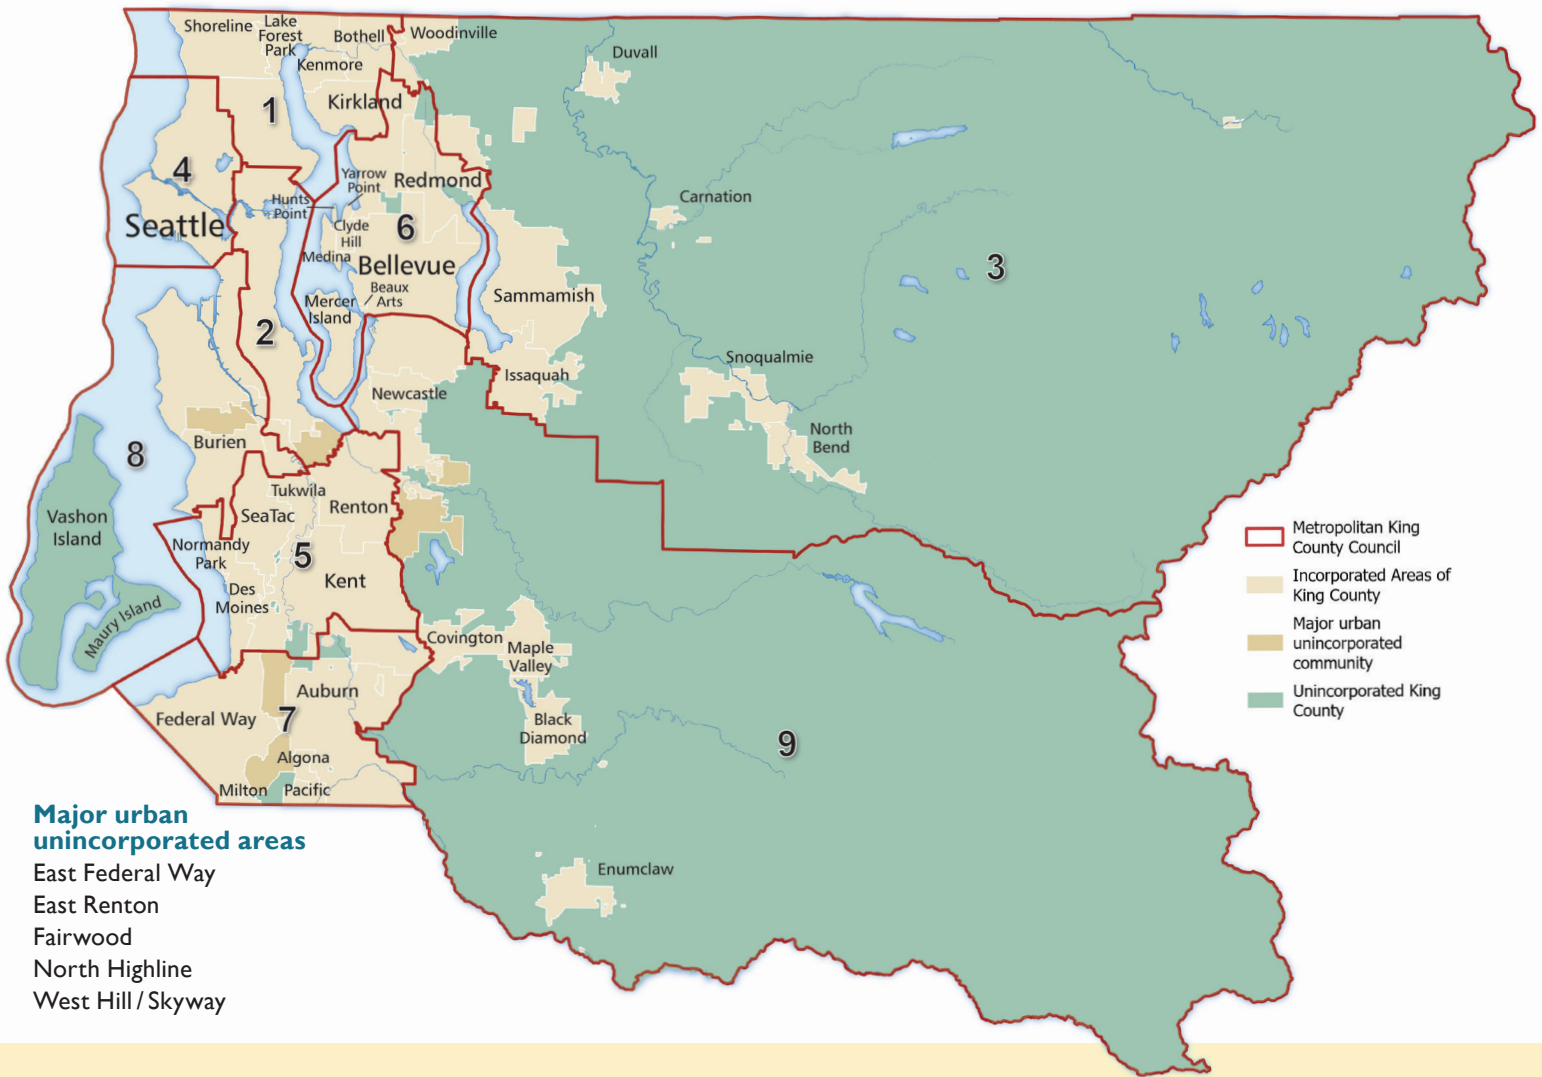 Shoreline
Lake
Forest
Park
Bothell
Woodinville
Kenmore
Duvall
Kirkland
1
4
Yarrow
Point
Redmond
Hunts
Point
Carnation
Seattle
Clyde
Hill
6
Medina
Bellevue
3
Beaux
Arts
Mercer
Island
Sammamish
2
Snoqualmie
Issaquah
Newcastle
North
Bend
Burien
8
Tukwila
SeaTac
Renton
Vashon
Island
Normandy
Park
5
Kent
Des
Moines
Maury Island
Covington
Maple
Valley
Auburn
Federal Way
7
Black
Diamond
9
Algona
Milton
Pacific
Enumclaw
Metropolitan King
County Council
Incorporated Areas of
King County
Major urban
unincorporated
community
Unincorporated King
County
Major urban
unincorporated areas
East Federal Way
East Renton
Fairwood
North Highline
West Hill / Skyway